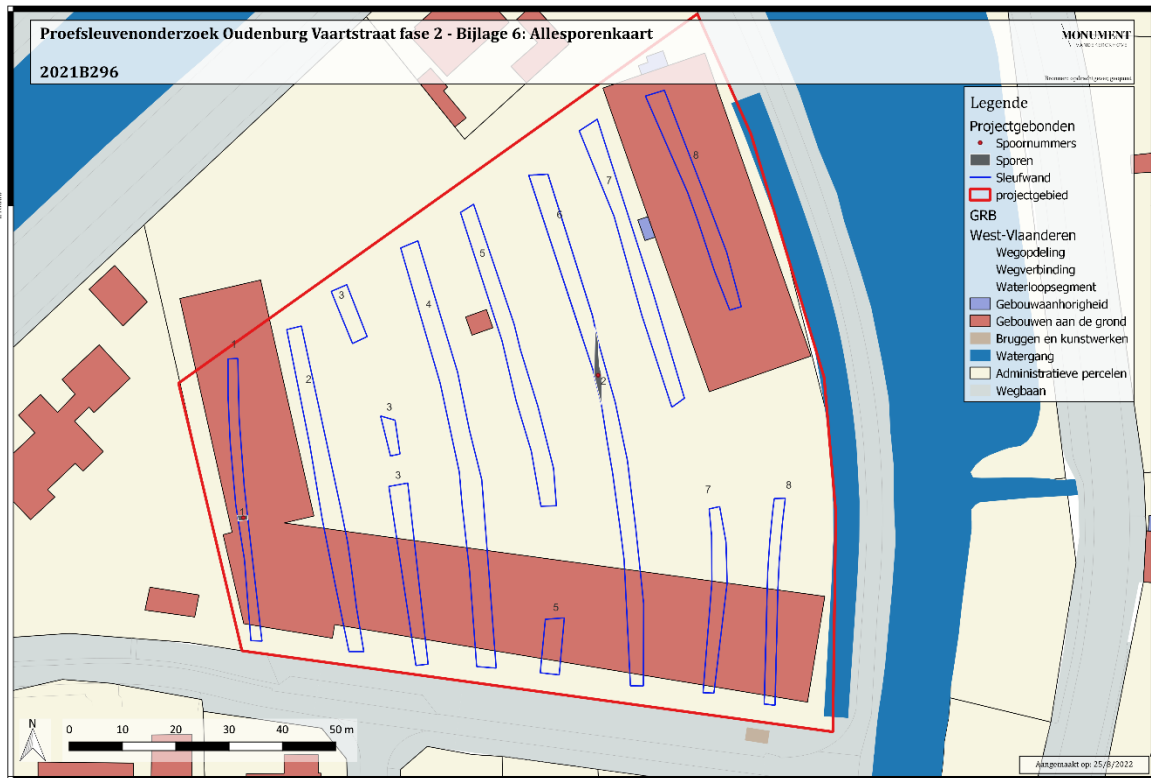 Proefsleuvenonderzoek Oudenburg Vaartstraat fase 2 - Bijlage 6: Allesporenkaart
2021B296
MONUMENT
Legende
Projectgebonden
Spoornummers
Sporen
Sleufwand
projectgebied
GRB
West-Vlaanderen
Wegopdeling
Wegverbinding
Waterloopsegment
Gebouwaanhorigheid
Gebouwen aan de grond
Bruggen en kunstwerken
Watergang
Administratieve percelen
Wegbaan
8
7
6
5
3
4
1
2
2
3
3
1
7
8
5
N
0 10 20 30 40 50 m
Aangemaakt op: 25/8/2022